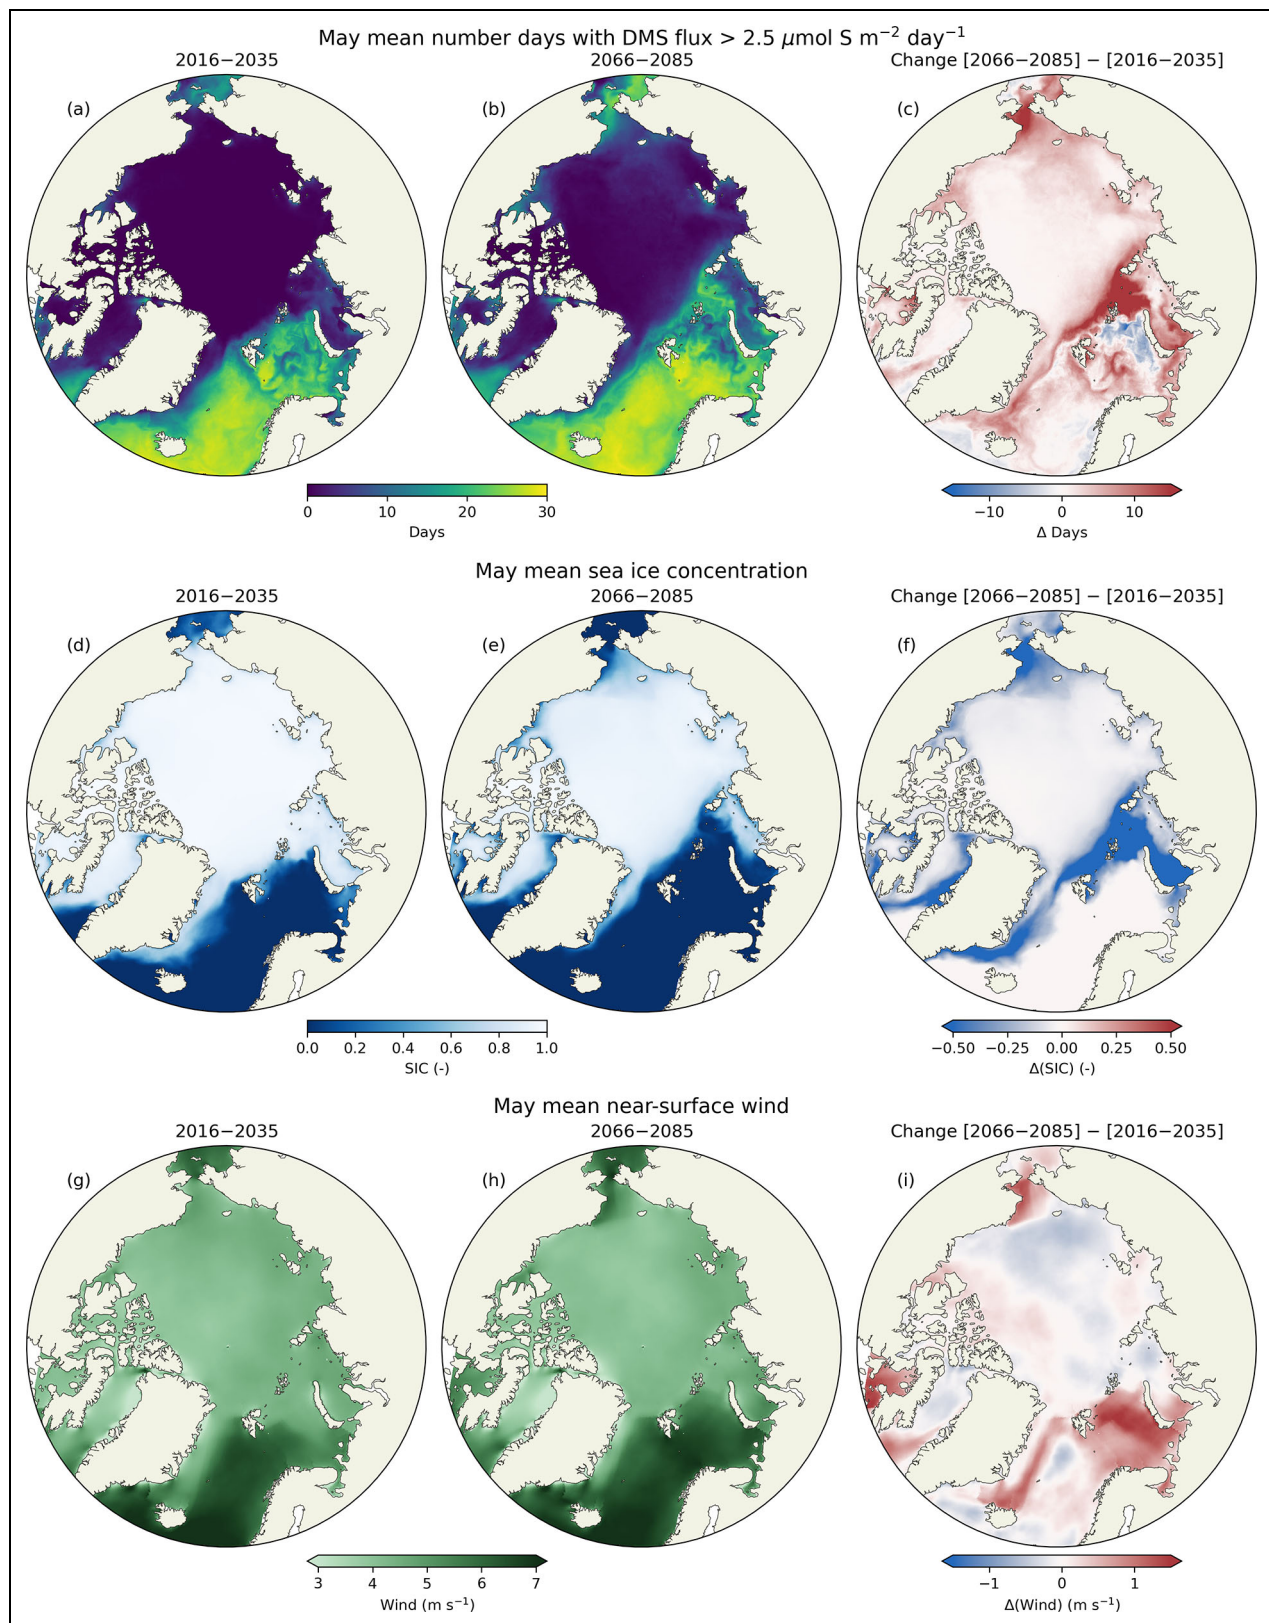 May mean number days with DMS flux > 2.5 μmol S m⁻² day⁻¹
2016−2035
2066−2085
Change [2066−2085] − [2016−2035]
(a)
(b)
(c)
0 10 20 30
Days
−10 0 10
Δ Days
May mean sea ice concentration
2016−2035
2066−2085
Change [2066−2085] − [2016−2035]
(d)
(e)
(f)
0.0 0.2 0.4 0.6 0.8 1.0
SIC (-)
−0.50 −0.25 0.00 0.25 0.50
Δ(SIC) (-)
May mean near-surface wind
2016−2035
2066−2085
Change [2066−2085] − [2016−2035]
(g)
(h)
(i)
3 4 5 6 7
Wind (m s⁻¹)
−1 0 1
Δ(Wind) (m s⁻¹)